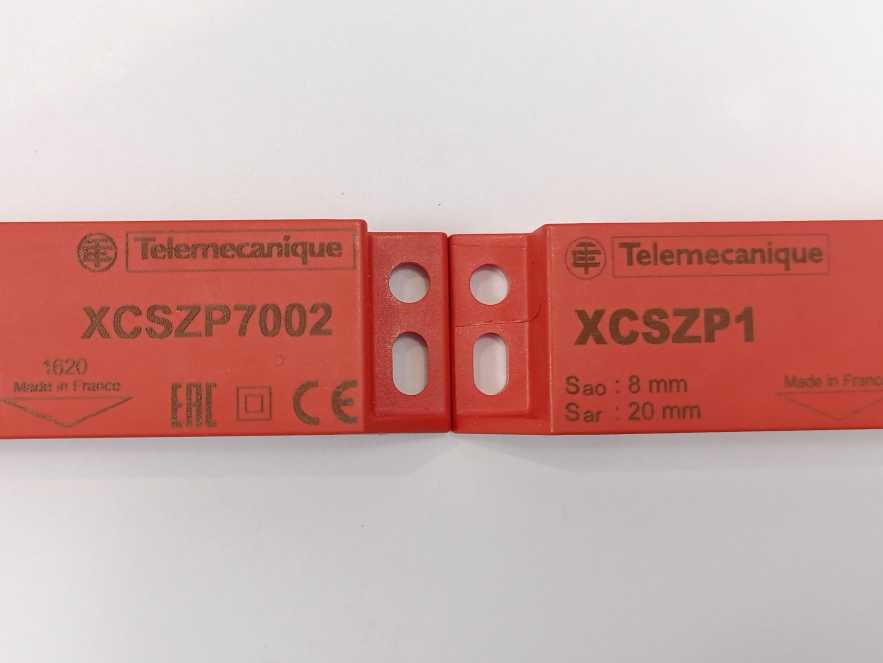 Telemecanique
XCSZP7002
1620
Made in France
EAC CE
Telemecanique
XCSZP1
Sao : 8 mm
Sar : 20 mm
Made in France